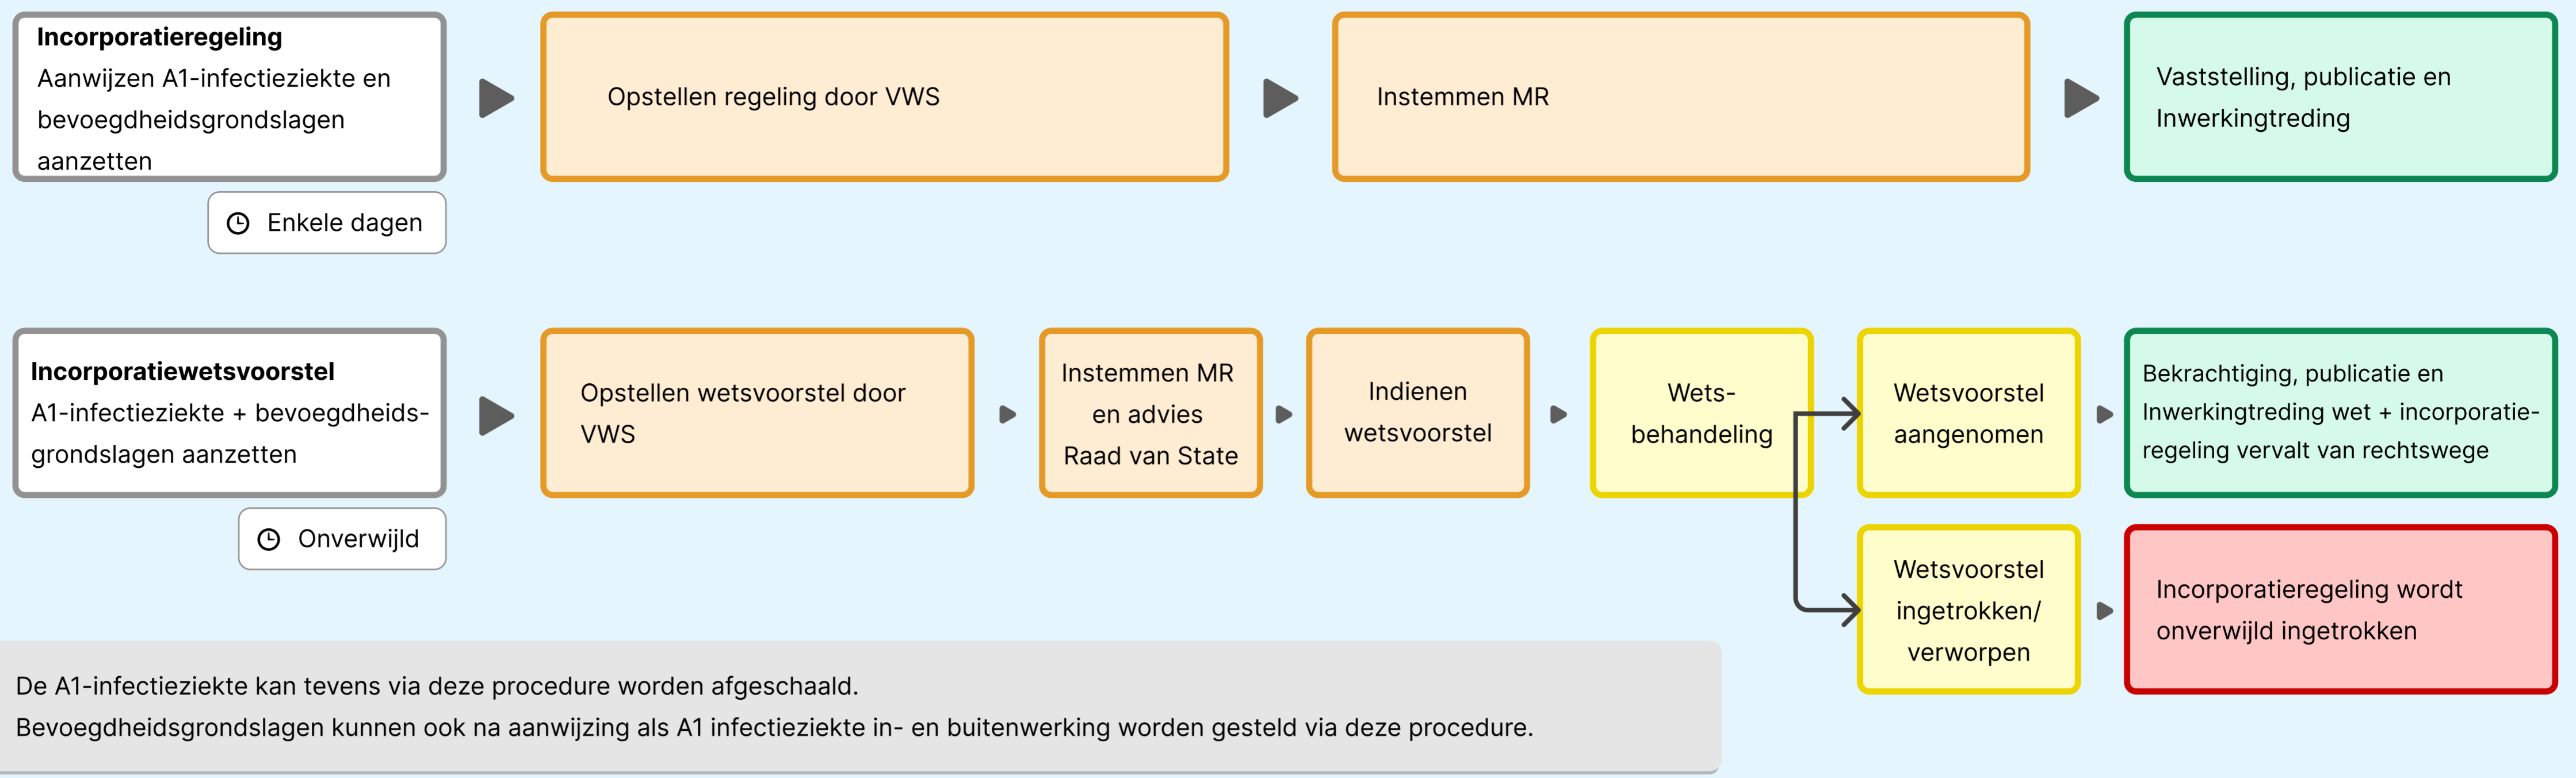 Incorporatieregeling
Aanwijzen A1-infectieziekte en
bevoegdheidsgrondslagen
aanzetten
Enkele dagen
Opstellen regeling door VWS
Instemmen MR
Vaststelling, publicatie en
Inwerkingtreding
Incorporatiewetsvoorstel
A1-infectieziekte + bevoegdheids-
grondslagen aanzetten
Onverwijld
Opstellen wetsvoorstel door
VWS
Instemmen MR
en advies
Raad van State
Indienen
wetsvoorstel
Wets-
behandeling
Wetsvoorstel
aangenomen
Bekrachtiging, publicatie en
Inwerkingtreding wet + incorporatie-
regeling vervalt van rechtswege
Wetsvoorstel
ingetrokken/
verworpen
Incorporatieregeling wordt
onverwijld ingetrokken
De A1-infectieziekte kan tevens via deze procedure worden afgeschaald.
Bevoegdheidsgrondslagen kunnen ook na aanwijzing als A1 infectieziekte in- en buitenwerking worden gesteld via deze procedure.